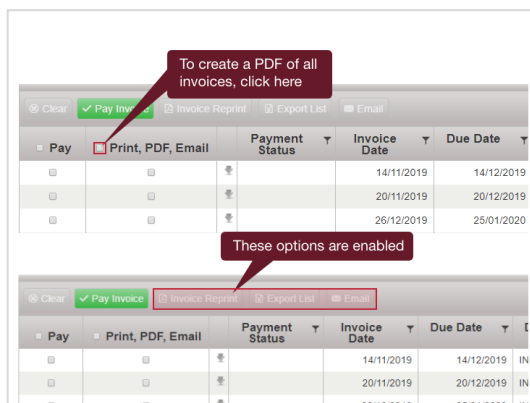 To create a PDF of all
invoices, click here
Clear Pay Invoice Invoice Reprint Export List Email
Pay Print, PDF, Email Payment Status Invoice Date Due Date
14/11/2019 14/12/2019
20/11/2019 20/12/2019
26/12/2019 25/01/2020
These options are enabled
Clear Pay Invoice Invoice Reprint Export List Email
Pay Print, PDF, Email Payment Status Invoice Date Due Date
14/11/2019 14/12/2019 IN
20/11/2019 20/12/2019 IN